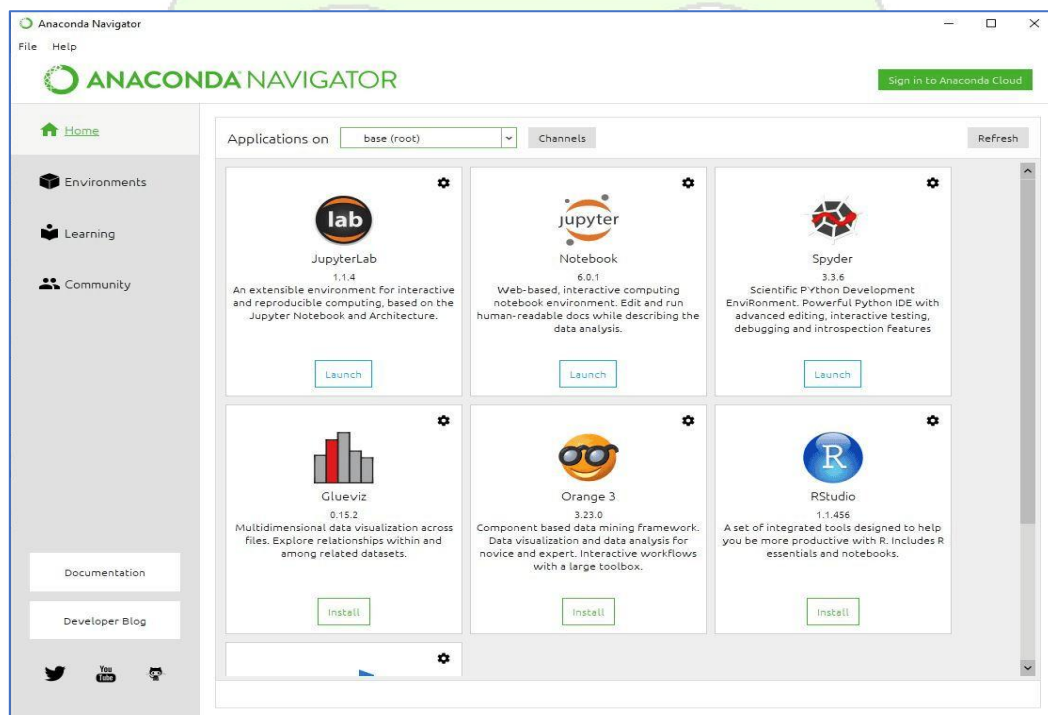 Anaconda Navigator
File Help
ANACONDA NAVIGATOR
Sign in to Anaconda Cloud
Home
Environments
Learning
Community
Documentation
Developer Blog
You
Tube
Applications on base (root) Channels Refresh
lab
JupyterLab
1.1.4
An extensible environment for interactive
and reproducible computing, based on the
Jupyter Notebook and Architecture.
Launch
jupyter
Notebook
6.0.1
Web-based, interactive computing
notebook environment. Edit and run
human-readable docs while describing the
data analysis.
Launch
Spyder
3.3.6
Scientific PYthon Development
EnviRonment. Powerful Python IDE with
advanced editing, interactive testing,
debugging and introspection features
Launch
Glueviz
0.15.2
Multidimensional data visualization across
files. Explore relationships within and
among related datasets.
Install
Orange 3
3.23.0
Component based data mining framework.
Data visualization and data analysis for
novice and expert. Interactive workflows
with a large toolbox.
Install
R
RStudio
1.1.456
A set of integrated tools designed to help
you be more productive with R. Includes R
essentials and notebooks.
Install